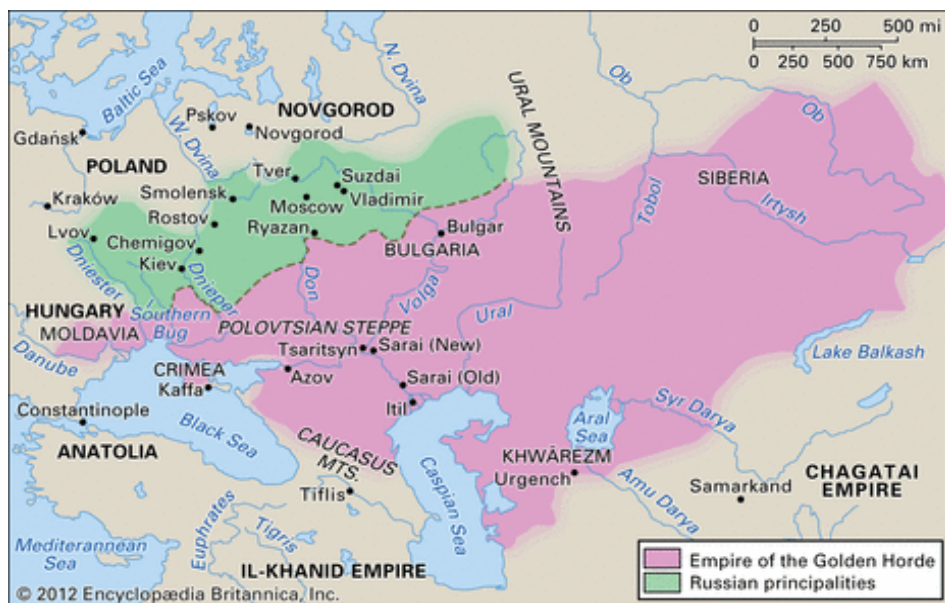 0 250 500 mi
0 250 500 750 km
Ob
Ob
N. Dvina
URAL MOUNTAINS
Baltic Sea
Pskov
NOVGOROD
Novgorod
Gdańsk
W. Dvina
POLAND
Tver
Suzdai
Smolensk
Vladimir
Moscow
Kraków
Rostov
Ryazan
Lvov
Chemigov
Kiev
Dnieper
Dniester
Bulgar
BULGARIA
Tobol
SIBERIA
Irtysh
Don
Volga
Ural
HUNGARY
Southern
Bug
MOLDAVIA
POLOVTSIAN STEPPE
Tsaritsyn
Sarai (New)
Danube
CRIMEA
Kaffa
Azov
Sarai (Old)
Itil
Lake Balkash
Constantinople
Black Sea
Aral
Sea
Syr Darya
ANATOLIA
CAUCASUS
MTS.
Caspian Sea
KHWĀREZM
Urgench
Amu Darya
Samarkand
CHAGATAI
EMPIRE
Tiflis
Euphrates
Tigris
Mediterranean
Sea
IL-KHANID EMPIRE
Empire of the Golden Horde
Russian principalities
© 2012 Encyclopædia Britannica, Inc.